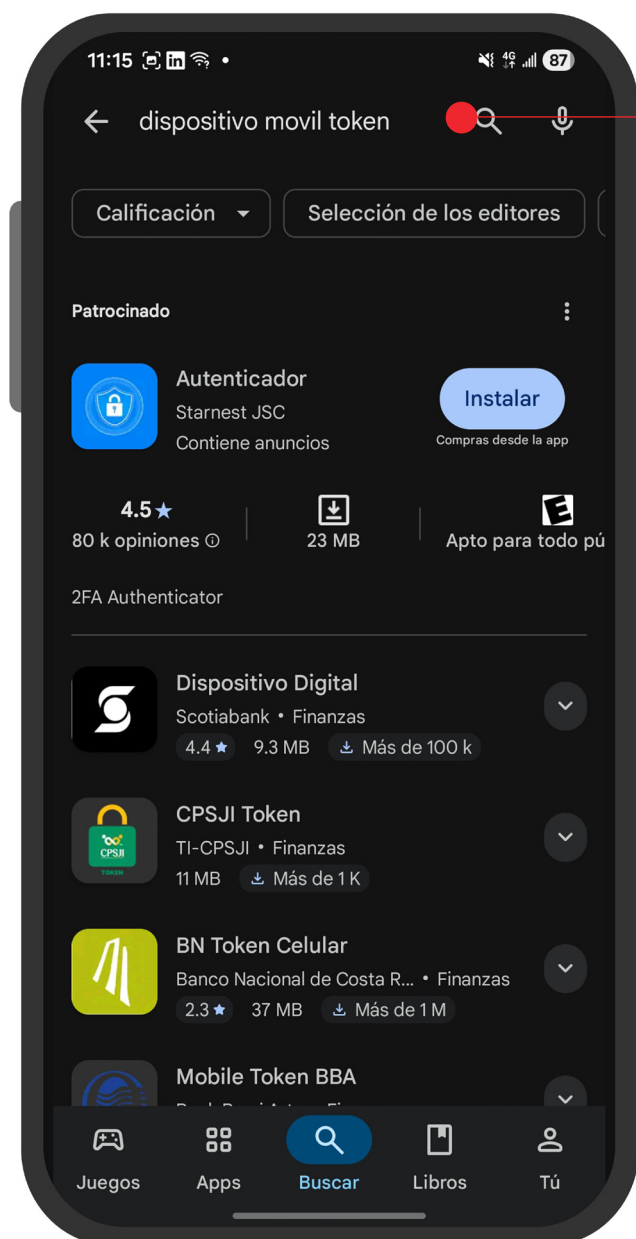 11:15
4G
87
dispositivo movil token
Calificación
Selección de los editores
Patrocinado
Autenticador
Starnest JSC
Contiene anuncios
Instalar
Compras desde la app
4.5★
80 k opiniones
23 MB
Apto para todo pú
2FA Authenticator
Dispositivo Digital
Scotiabank • Finanzas
4.4★ 9.3 MB Más de 100 k
CPSJI Token
TI-CPSJI • Finanzas
11 MB Más de 1 K
CPSJI
TOKEN
BN Token Celular
Banco Nacional de Costa R... • Finanzas
2.3★ 37 MB Más de 1 M
Mobile Token BBA
Juegos
Apps
Buscar
Libros
Tú